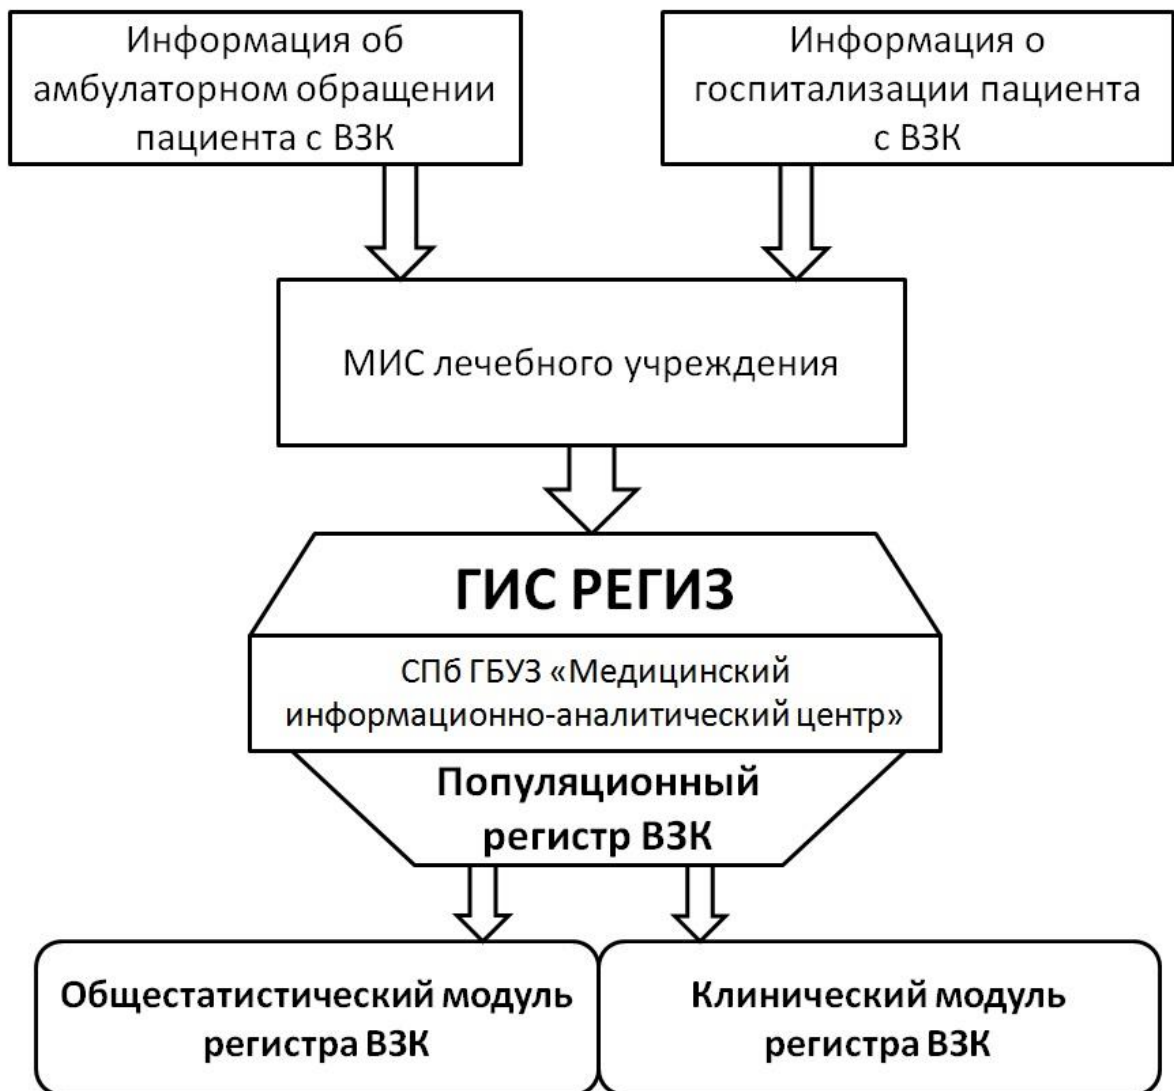 Информация об
амбулаторном обращении
пациента с ВЗК
Информация о
госпитализации пациента
с ВЗК
МИС лечебного учреждения
ГИС РЕГИЗ
СПб ГБУЗ «Медицинский
информационно-аналитический центр»
Популяционный
регистр ВЗК
Общестатистический модуль
регистра ВЗК
Клинический модуль
регистра ВЗК